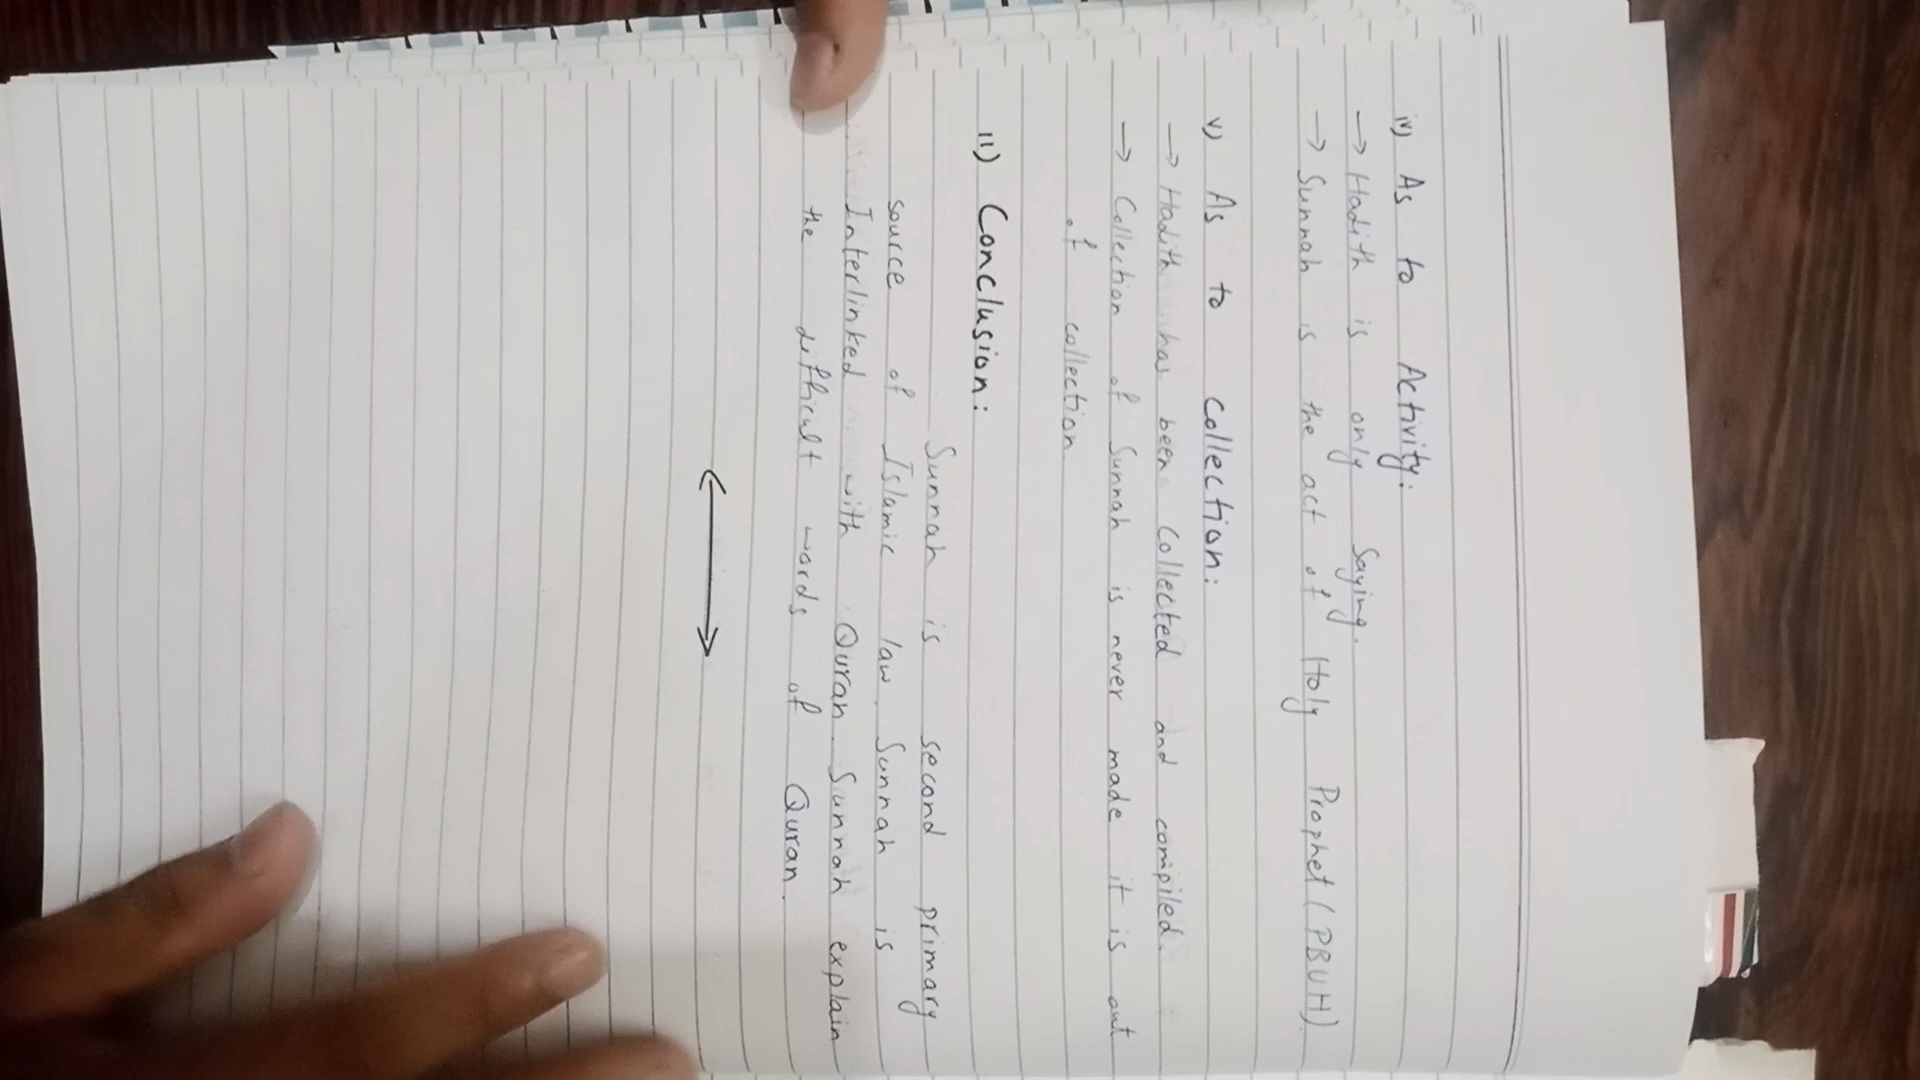 iv) As to Activity:
→ Hadith is only saying.
→ Sunnah is the act of Holy Prophet (PBUH)
v) As to collection:
→ Hadith has been collected and compiled.
→ Collection of Sunnah is never made it is out
of collection.
11) Conclusion:
Sunnah is second primary
source of Islamic law. Sunnah is
Interlinked with Quran. Sunnah explain
the difficult words of Quran.